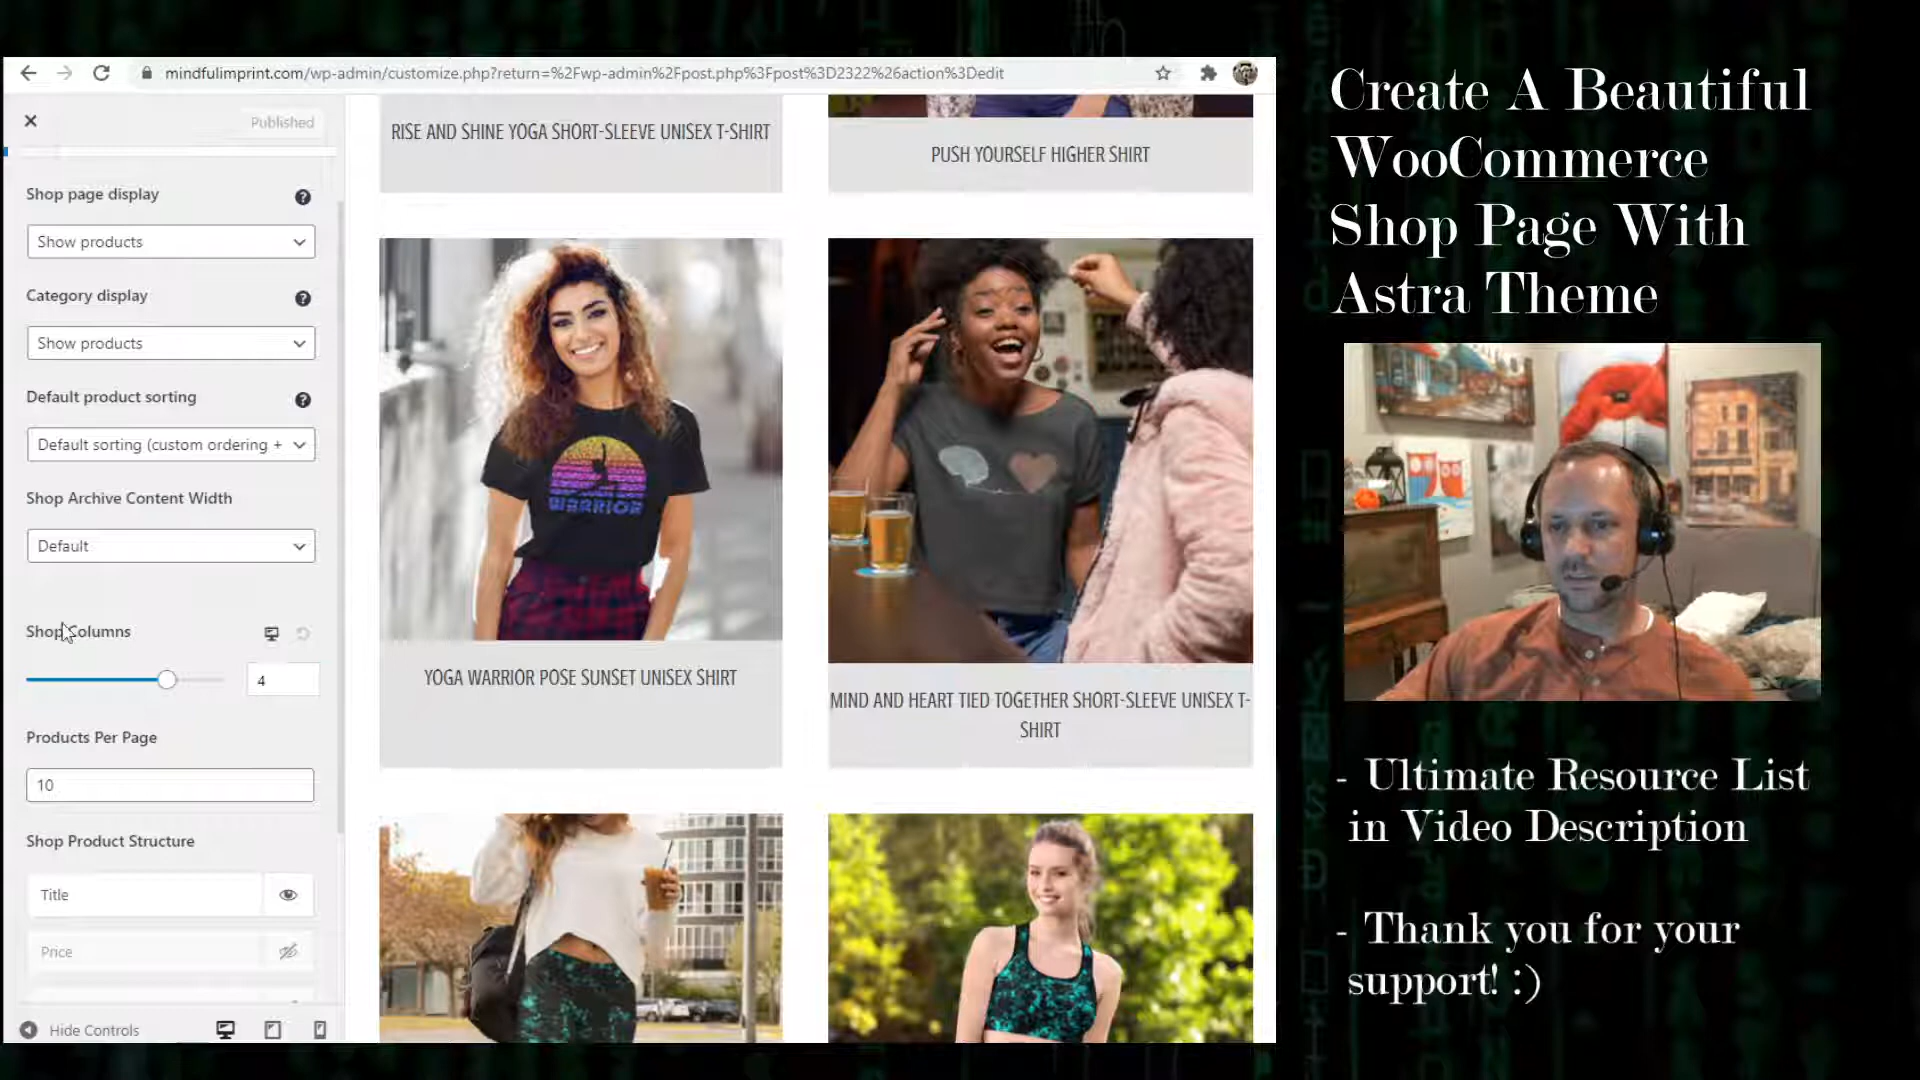 mindfulimprint.com/wp-admin/customize.php?return=%2Fwp-admin%2Fpost.php%3Fpost%3D2322%26action%3Dedit
Published
Shop page display
Show products
Category display
Show products
Default product sorting
Default sorting (custom ordering +
Shop Archive Content Width
Default
Shop Columns
4
Products Per Page
10
Shop Product Structure
Title
Price
Hide Controls
RISE AND SHINE YOGA SHORT-SLEEVE UNISEX T-SHIRT
PUSH YOURSELF HIGHER SHIRT
WARRIOR
YOGA WARRIOR POSE SUNSET UNISEX SHIRT
MIND AND HEART TIED TOGETHER SHORT-SLEEVE UNISEX T-
SHIRT
Create A Beautiful
WooCommerce
Shop Page With
Astra Theme
- Ultimate Resource List
in Video Description
- Thank you for your
support! :)